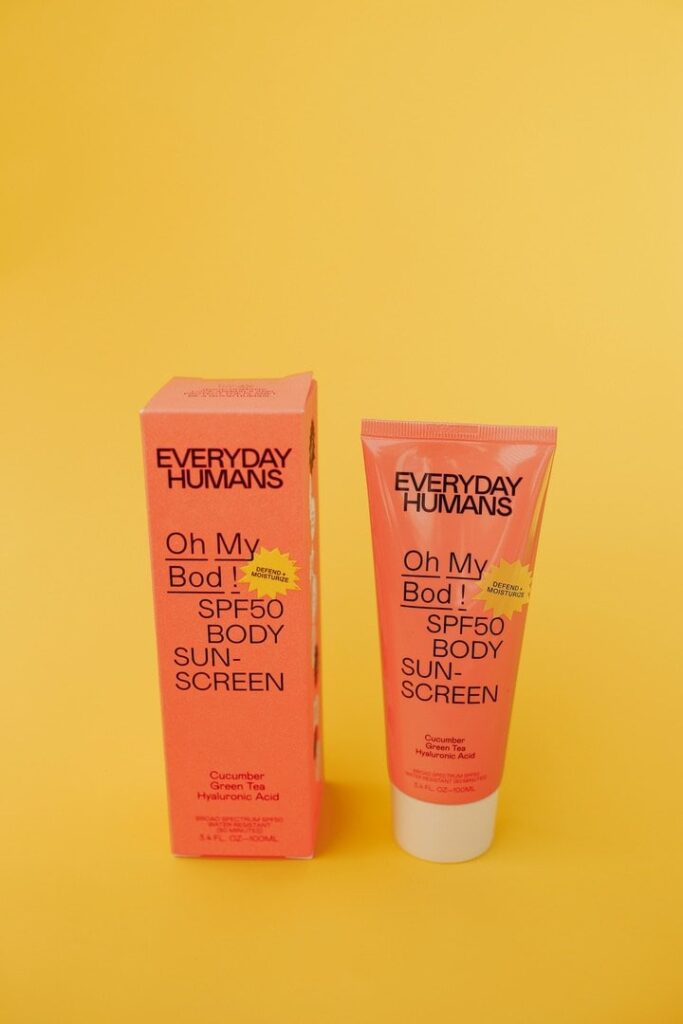 EVERYDAY
HUMANS
Oh My
Bod !
DEFEND +
MOISTURIZE
SPF50
BODY
SUN-
SCREEN
Cucumber
Green Tea
Hyaluronic Acid
BROAD SPECTRUM SPF50
WATER RESISTANT
(80 MINUTES)
3.4 FL. OZ–100ML
EVERYDAY
HUMANS
Oh My
Bod !
DEFEND +
MOISTURIZE
SPF50
BODY
SUN-
SCREEN
Cucumber
Green Tea
Hyaluronic Acid
BROAD SPECTRUM SPF50
WATER RESISTANT (80 MINUTES)
3.4 FL. OZ–100ML